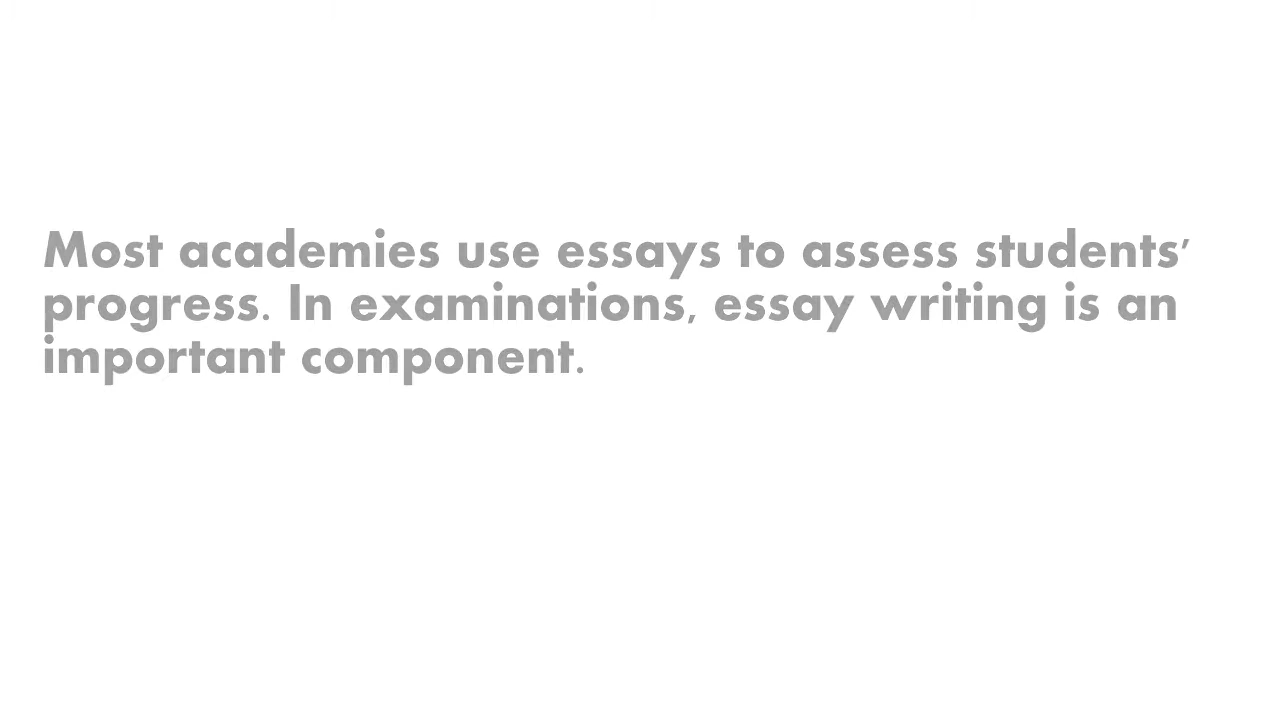 Most academies use essays to assess students'
progress. In examinations, essay writing is an
important component.